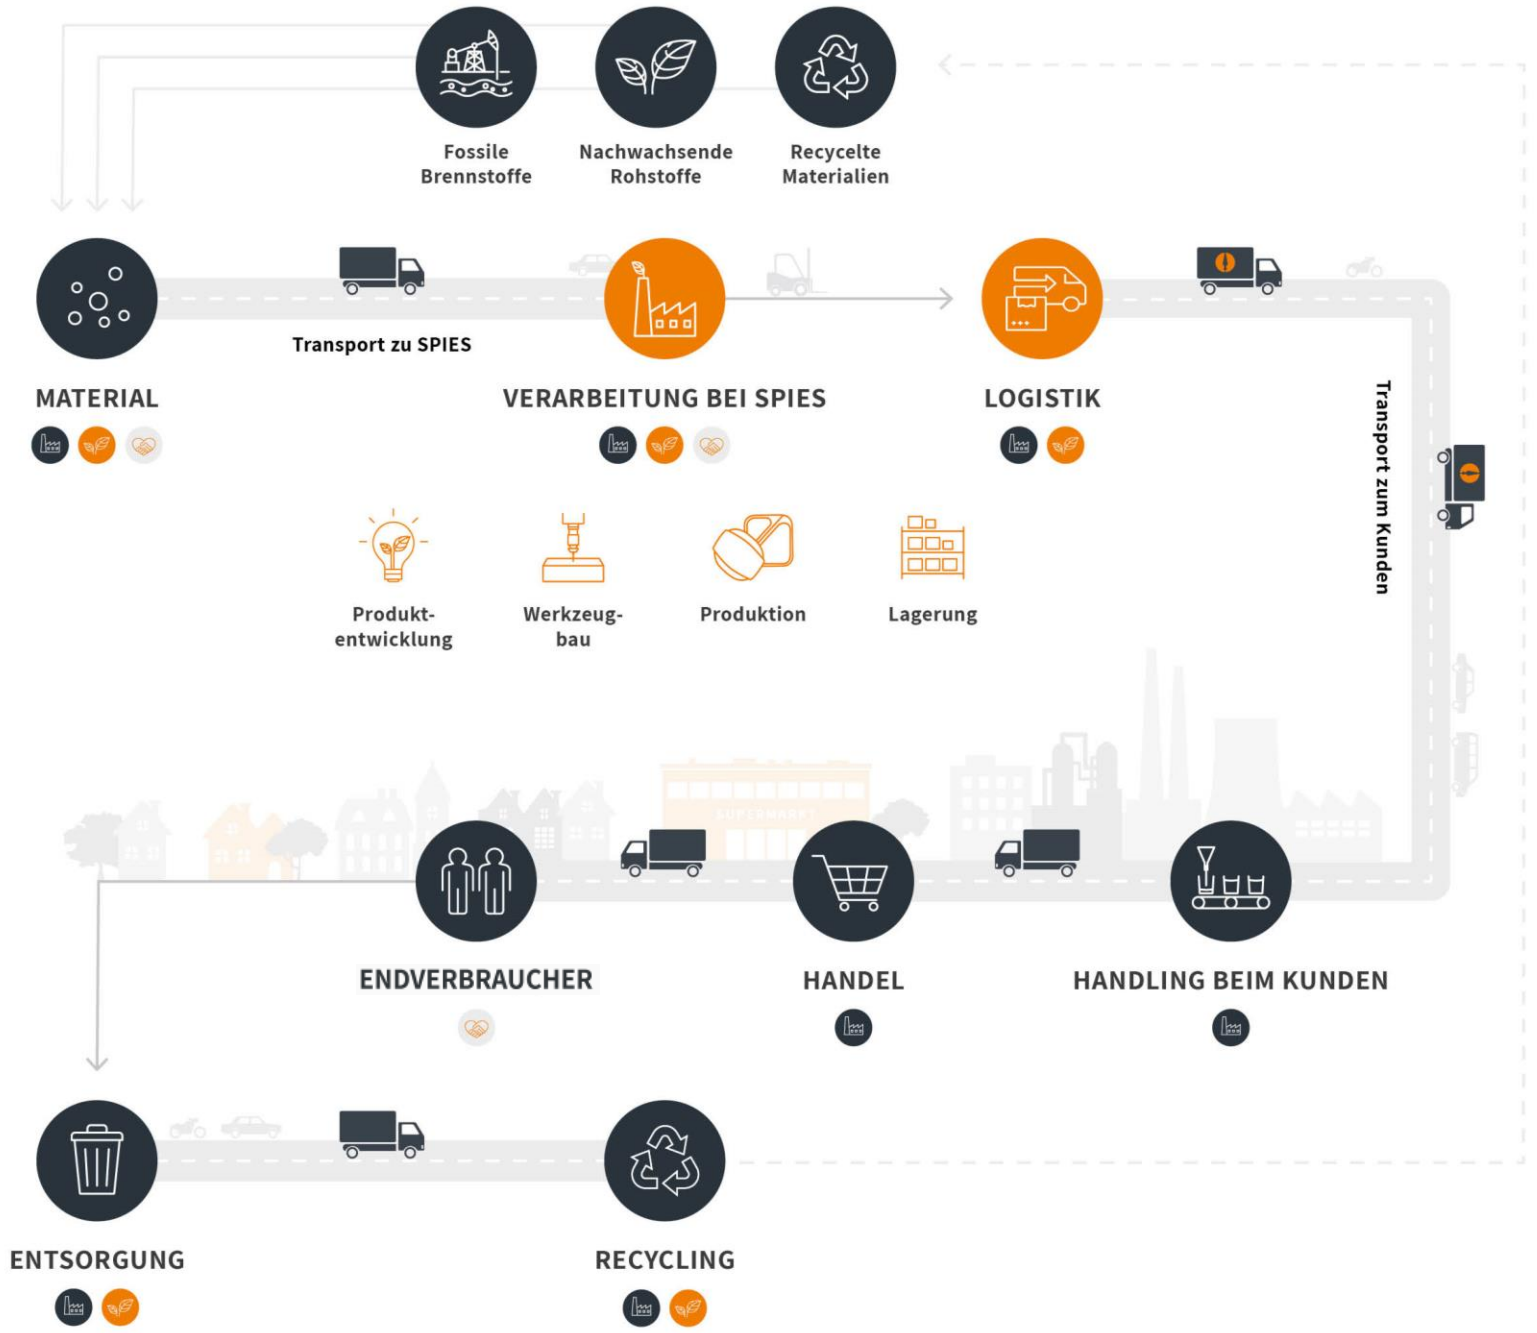 Fossile
Brennstoffe
Nachwachsende
Rohstoffe
Recycelte
Materialien
Transport zu SPIES
MATERIAL
VERARBEITUNG BEI SPIES
LOGISTIK
Transport zum Kunden
Produkt-
entwicklung
Werkzeug-
bau
Produktion
Lagerung
SUPERMARKT
ENDVERBRAUCHER
HANDEL
HANDLING BEIM KUNDEN
ENTSORGUNG
RECYCLING